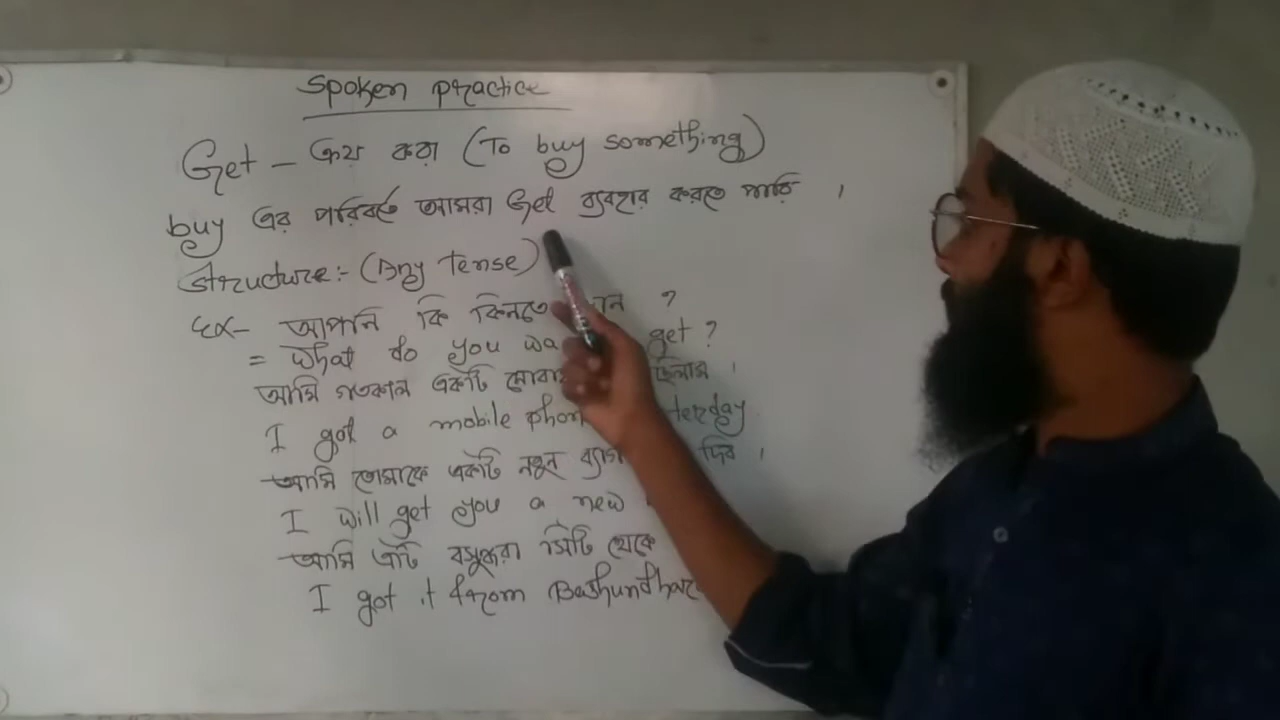 Spoken practice
Get – ক্রয় করা (To buy something)
buy এর পরিবর্তে আমরা Get ব্যবহার করতে পারি ।
Structure:- (Any tense)
Ex- আপনি কি কিনতে ?
= What do you get ?
আমি গতকাল একটি ।
I got a mobile
আমি তোমাকে একটি নতুন দিব ।
I will get you a new
আমি এটি বসুন্ধরা সিটি থেকে
I got it from